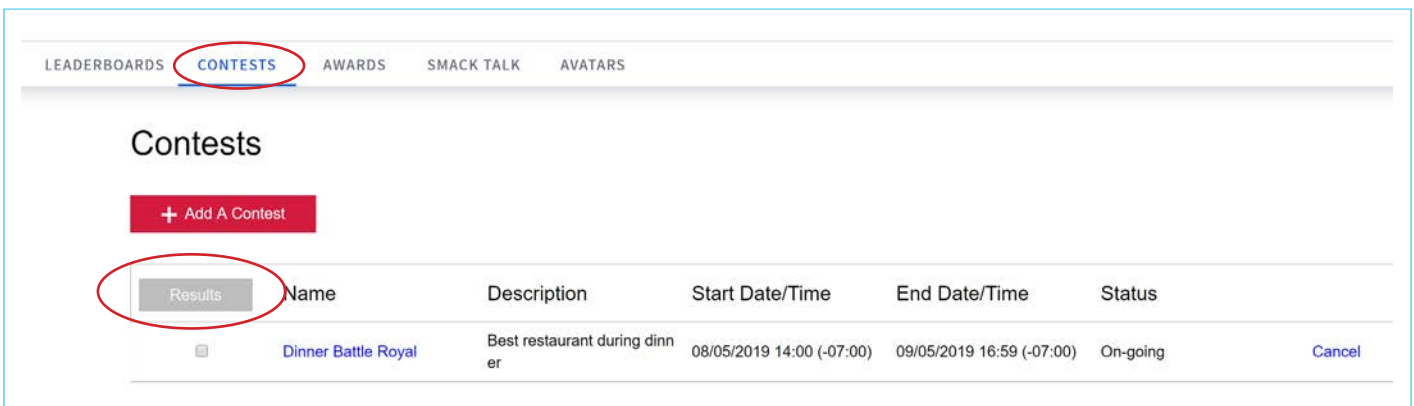 LEADERBOARDS CONTESTS AWARDS SMACK TALK AVATARS
Contests
+ Add A Contest
Results Name Description Start Date/Time End Date/Time Status
Dinner Battle Royal Best restaurant during dinn 08/05/2019 14:00 (-07:00) 09/05/2019 16:59 (-07:00) On-going Cancel
er